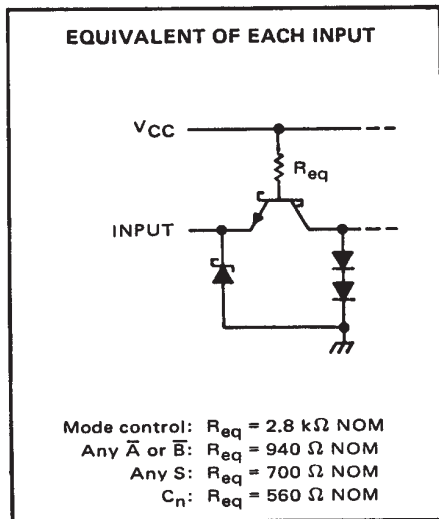 EQUIVALENT OF EACH INPUT
VCC
Req
INPUT
Mode control: Req = 2.8 kΩ NOM
Any A̅ or B̅: Req = 940 Ω NOM
Any S: Req = 700 Ω NOM
Cn: Req = 560 Ω NOM